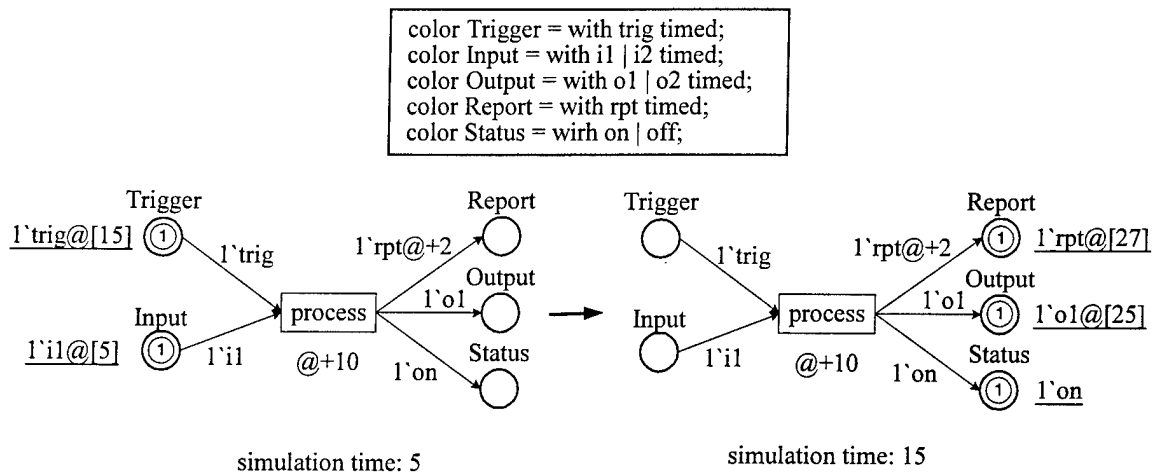 color Trigger = with trig timed;
color Input = with i1 | i2 timed;
color Output = with o1 | o2 timed;
color Report = with rpt timed;
color Status = wirh on | off;
Trigger
1`trig@[15]
1
1`trig
Input
1`i1@[5]
1
1`i1
process
@+10
Report
1`rpt@+2
Output
1`o1
Status
1`on
simulation time: 5
Trigger
1`trig
Input
1`i1
process
@+10
Report
1`rpt@+2
1
1`rpt@[27]
Output
1`o1
1
1`o1@[25]
Status
1`on
1
1`on
simulation time: 15